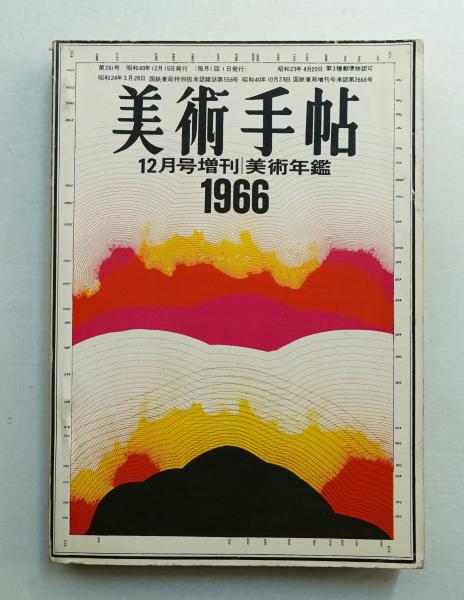 第261号 昭和40年12月15日発行 (毎月1回1日発行) 昭和23年4月20日 第3種郵便物認可
昭和24年3月28日 国鉄東局特別扱承認雑誌第556号 昭和40年10月28日 国鉄東局増刊号承認第7666号
美術手帖
12月号増刊|美術年鑑
1966